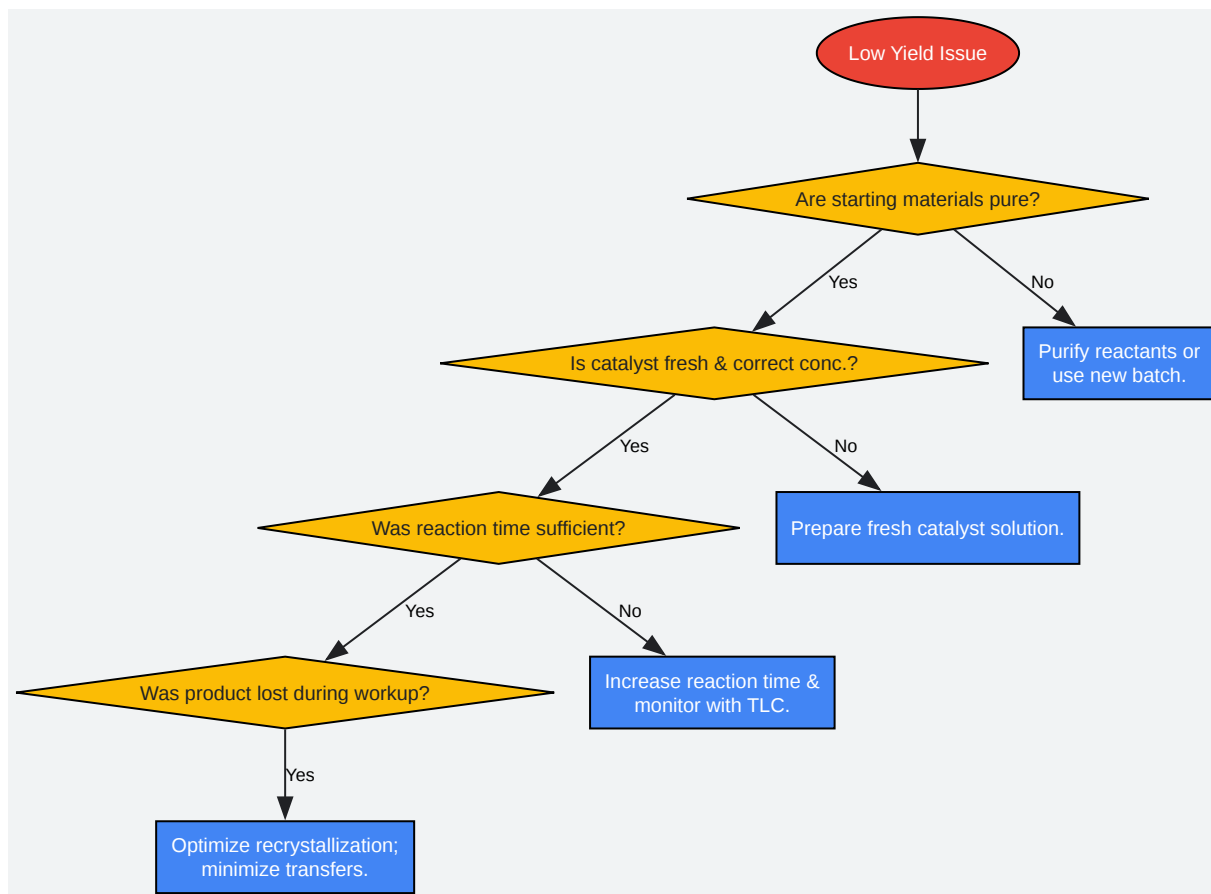 Low Yield Issue
Are starting materials pure?
Yes
No
Is catalyst fresh & correct conc.?
Purify reactants or
use new batch.
Yes
No
Was reaction time sufficient?
Prepare fresh catalyst solution.
Yes
No
Was product lost during workup?
Increase reaction time &
monitor with TLC.
Yes
Optimize recrystallization;
minimize transfers.